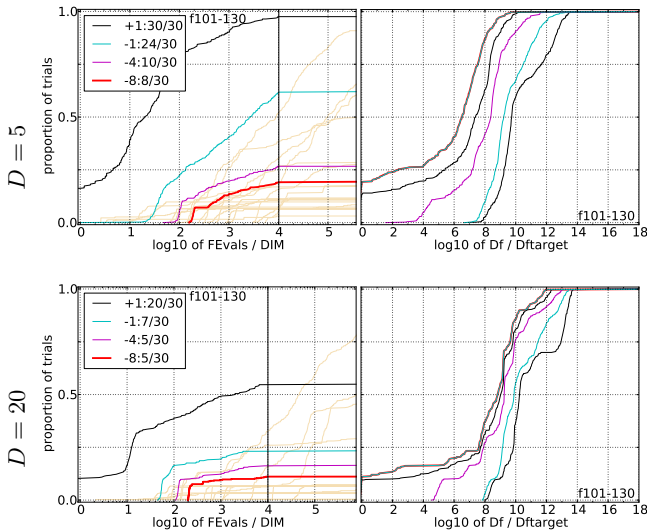 D = 5
proportion of trials
1.0
0.5
0.0
f101-130
+1:30/30
-1:24/30
-4:10/30
-8:8/30
0 1 2 3 4 5
log10 of FEvals / DIM
f101-130
0 2 4 6 8 10 12 14 16 18
log10 of Df / Dftarget
D = 20
proportion of trials
1.0
0.5
0.0
f101-130
+1:20/30
-1:7/30
-4:5/30
-8:5/30
0 1 2 3 4 5
log10 of FEvals / DIM
f101-130
0 2 4 6 8 10 12 14 16 18
log10 of Df / Dftarget